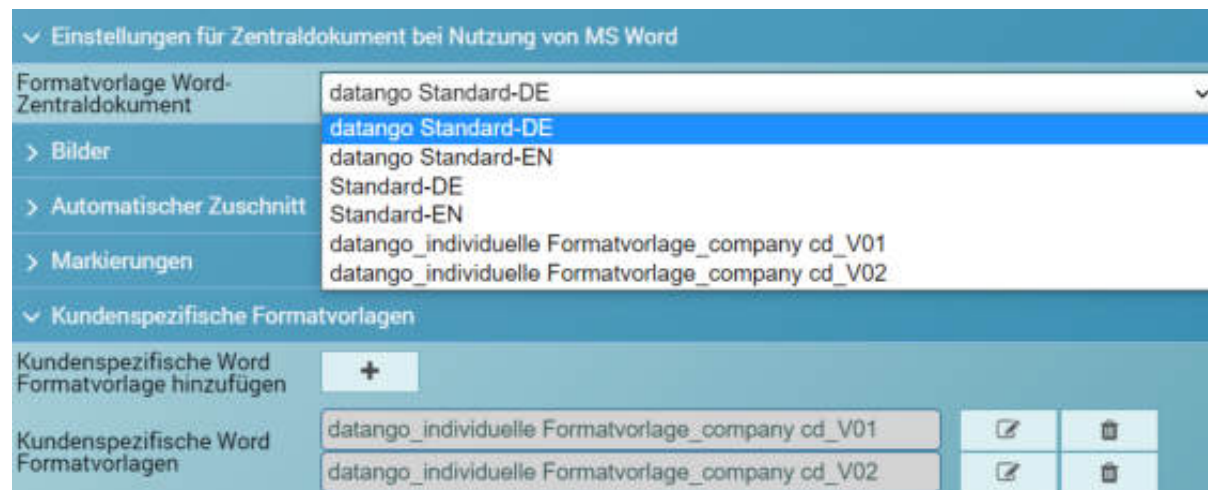 Einstellungen für Zentraldokument bei Nutzung von MS Word
Formatvorlage Word-
Zentraldokument
datango Standard-DE
datango Standard-DE
datango Standard-EN
Standard-DE
Standard-EN
datango_individuelle Formatvorlage_company cd_V01
datango_individuelle Formatvorlage_company cd_V02
Bilder
Automatischer Zuschnitt
Markierungen
Kundenspezifische Formatvorlagen
Kundenspezifische Word
Formatvorlage hinzufügen
Kundenspezifische Word
Formatvorlagen
datango_individuelle Formatvorlage_company cd_V01
datango_individuelle Formatvorlage_company cd_V02